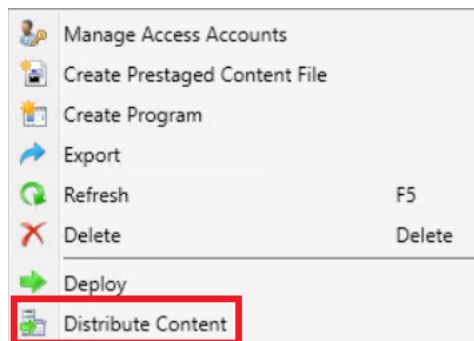 Manage Access Accounts
Create Prestaged Content File
Create Program
Export
Refresh F5
Delete Delete
Deploy
Distribute Content